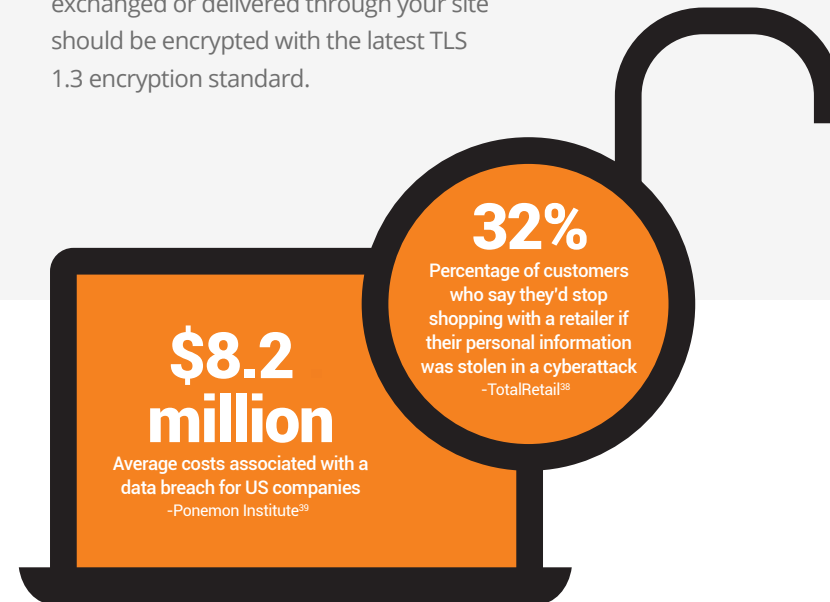 exchanged or delivered through your site
should be encrypted with the latest TLS
1.3 encryption standard.
32%
Percentage of customers
who say they'd stop
shopping with a retailer if
their personal information
was stolen in a cyberattack
-TotalRetail³⁸
$8.2
million
Average costs associated with a
data breach for US companies
-Ponemon Institute³⁹